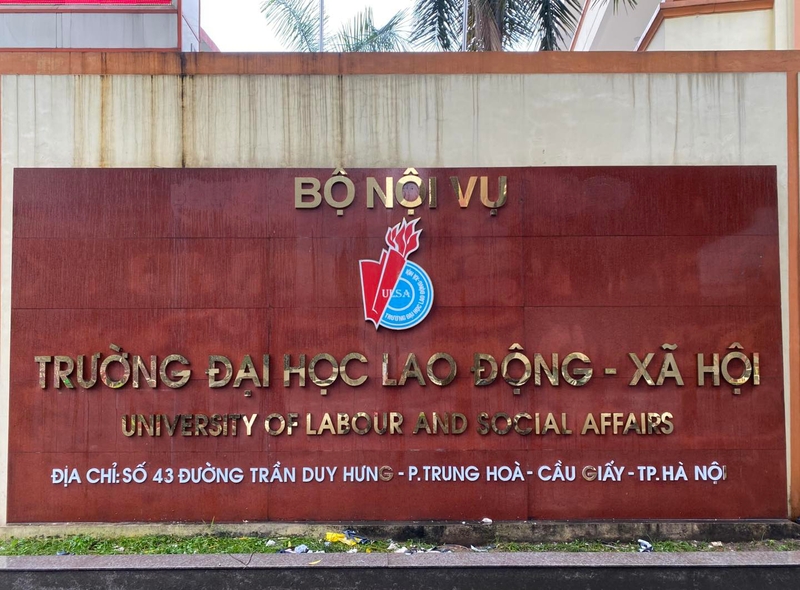 BỘ NỘI VỤ
ULSA
TRƯỜNG ĐẠI HỌC LAO ĐỘNG - XÃ HỘI
UNIVERSITY OF LABOUR AND SOCIAL AFFAIRS
ĐỊA CHỈ: SỐ 43 ĐƯỜNG TRẦN DUY HƯNG - P. TRUNG HOÀ - CẦU GIẤY - TP. HÀ NỘI